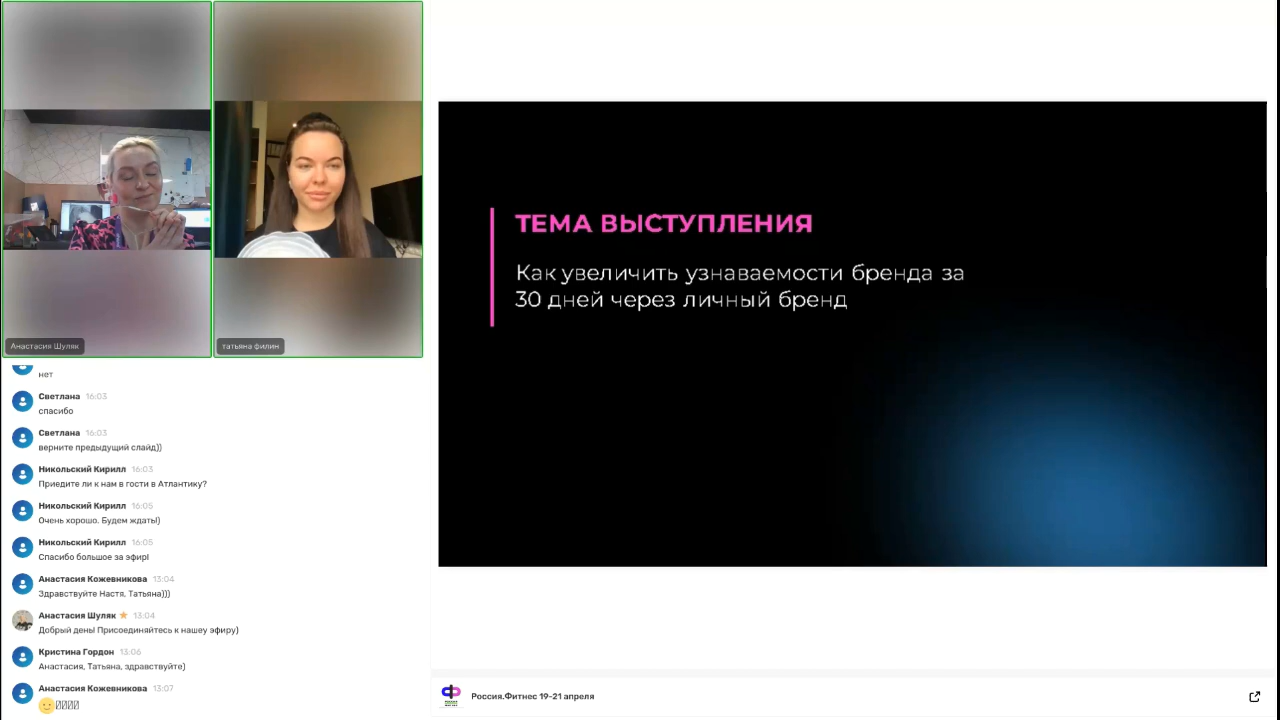 Анастасия Шуляк
татьяна филин
ТЕМА ВЫСТУПЛЕНИЯ
Как увеличить узнаваемости бренда за
30 дней через личный бренд
нет
Светлана 16:03
спасибо
Светлана 16:03
верните предыдущий слайд))
Никольский Кирилл 16:03
Приедите ли к нам в гости в Атлантику?
Никольский Кирилл 16:05
Очень хорошо. Будем ждать!)
Никольский Кирилл 16:05
Спасибо большое за эфир!
Анастасия Кожевникова 13:04
Здравствуйте Настя, Татьяна)))
Анастасия Шуляк 13:04
Добрый день! Присоединяйтесь к нашеу эфиру)
Кристина Гордон 13:06
Анастасия, Татьяна, здравствуйте)
Анастасия Кожевникова 13:07
Россия.Фитнес 19-21 апреля